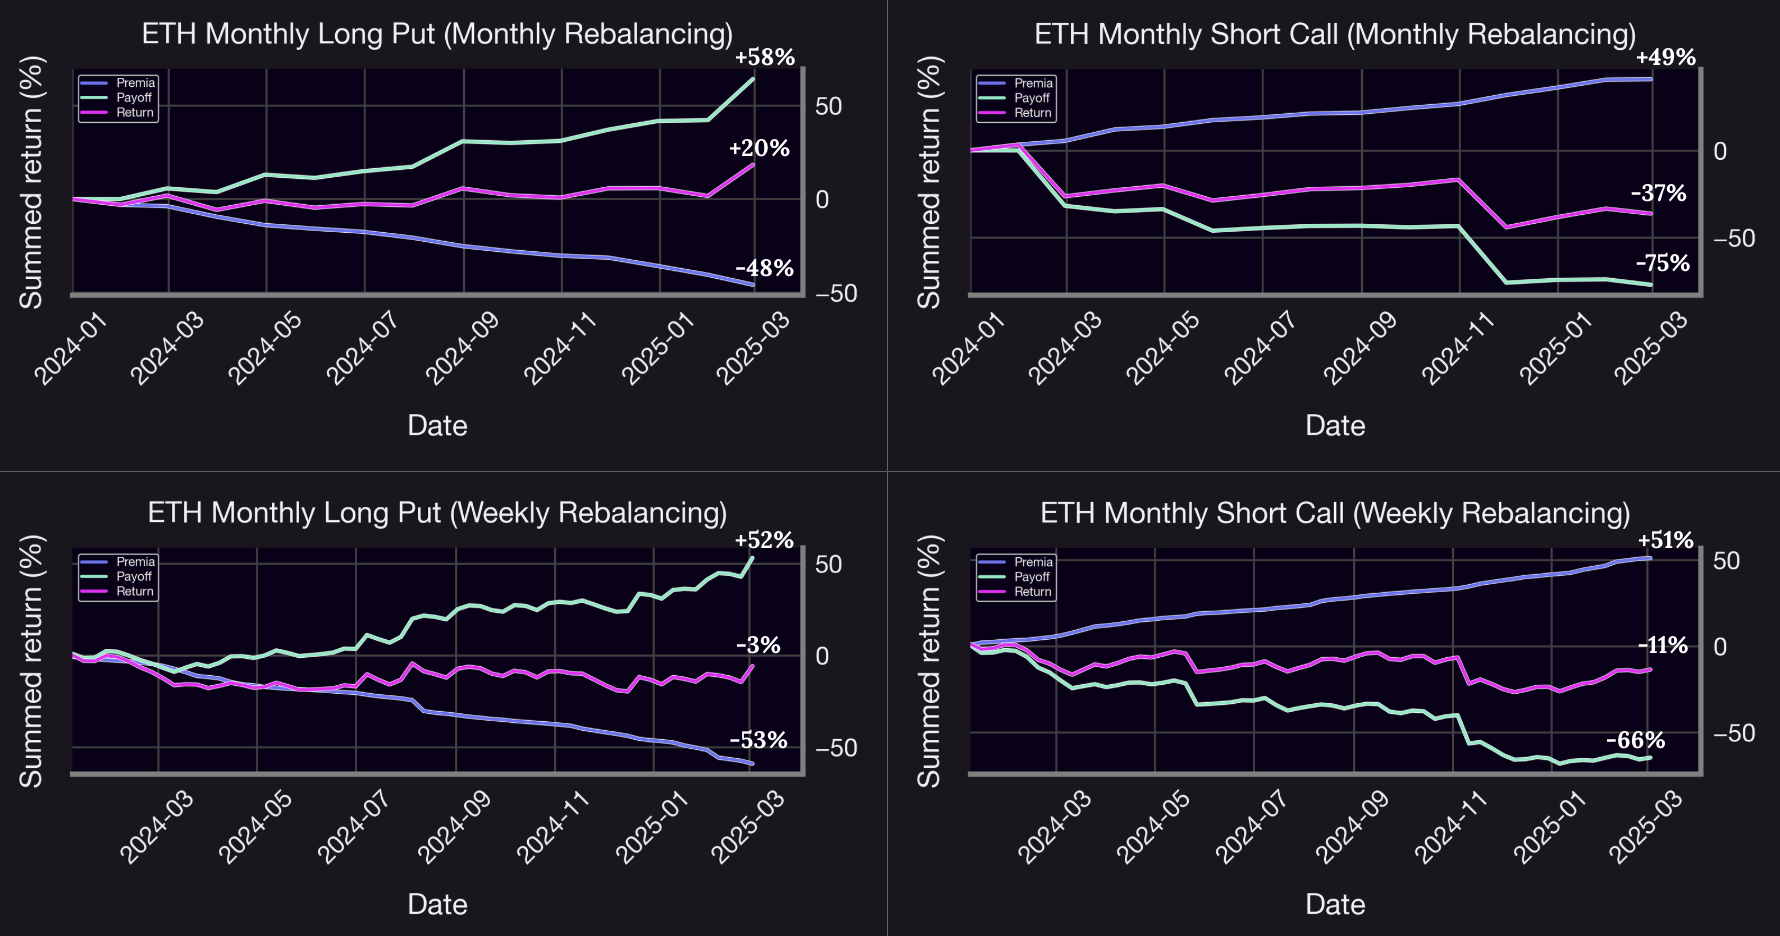 ETH Monthly Long Put (Monthly Rebalancing)
+58%
Premia
Payoff
Return
Summed return (%)
50
+20%
0
-48%
−50
2024-01
2024-03
2024-05
2024-07
2024-09
2024-11
2025-01
2025-03
Date
ETH Monthly Short Call (Monthly Rebalancing)
+49%
Premia
Payoff
Return
Summed return (%)
0
-37%
−50
-75%
2024-01
2024-03
2024-05
2024-07
2024-09
2024-11
2025-01
2025-03
Date
ETH Monthly Long Put (Weekly Rebalancing)
+52%
Premia
Payoff
Return
Summed return (%)
50
-3%
0
-53%
−50
2024-03
2024-05
2024-07
2024-09
2024-11
2025-01
2025-03
Date
ETH Monthly Short Call (Weekly Rebalancing)
+51%
Premia
Payoff
Return
Summed return (%)
50
-11%
0
−50
-66%
2024-03
2024-05
2024-07
2024-09
2024-11
2025-01
2025-03
Date